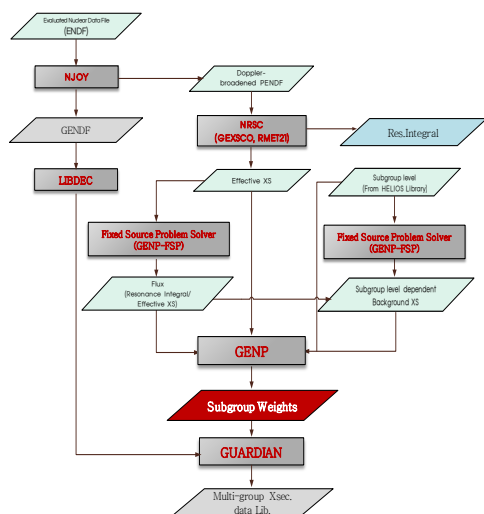 Evaluated Nuclear Data File
(ENDF)
NJOY
Doppler-
broadened PENDF
GENDF
NRSC
(GEXSCO, RMET21)
Res.Integral
LIBDEC
Effective XS
Subgroup level
(From HELIOS Library)
Fixed Source Problem Solver
(GENP-FSP)
Fixed Source Problem Solver
(GENP-FSP)
Flux
(Resonance Integral/
Effective XS)
Subgroup level dependent
Background XS
GENP
Subgroup Weights
GUARDIAN
Multi-group Xsec.
data Lib.